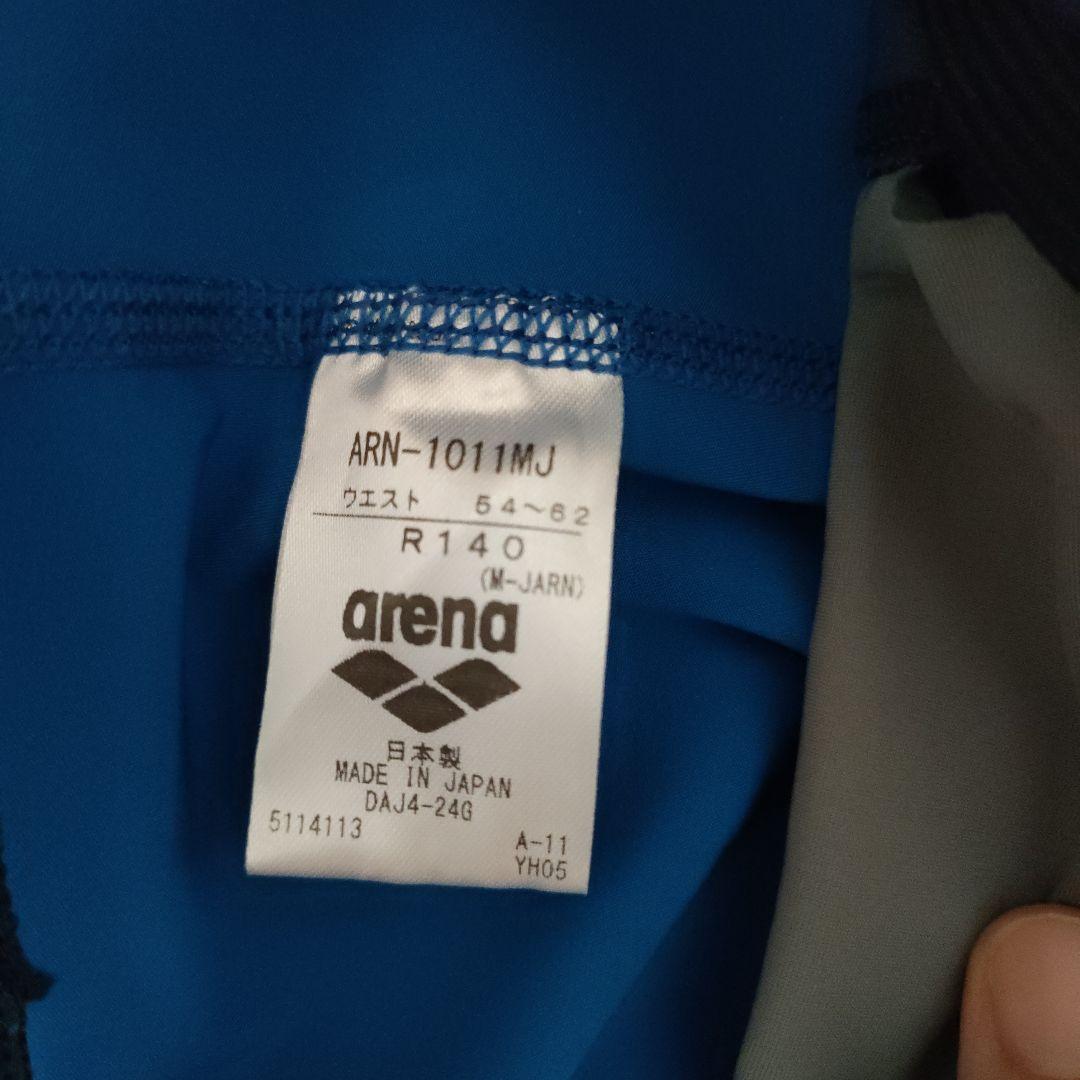 ARN-1011MJ
ウエスト 54～62
R140
(M-JARN)
arena
日本製
MADE IN JAPAN
DAJ4-24G
5114113 A-11
YH05